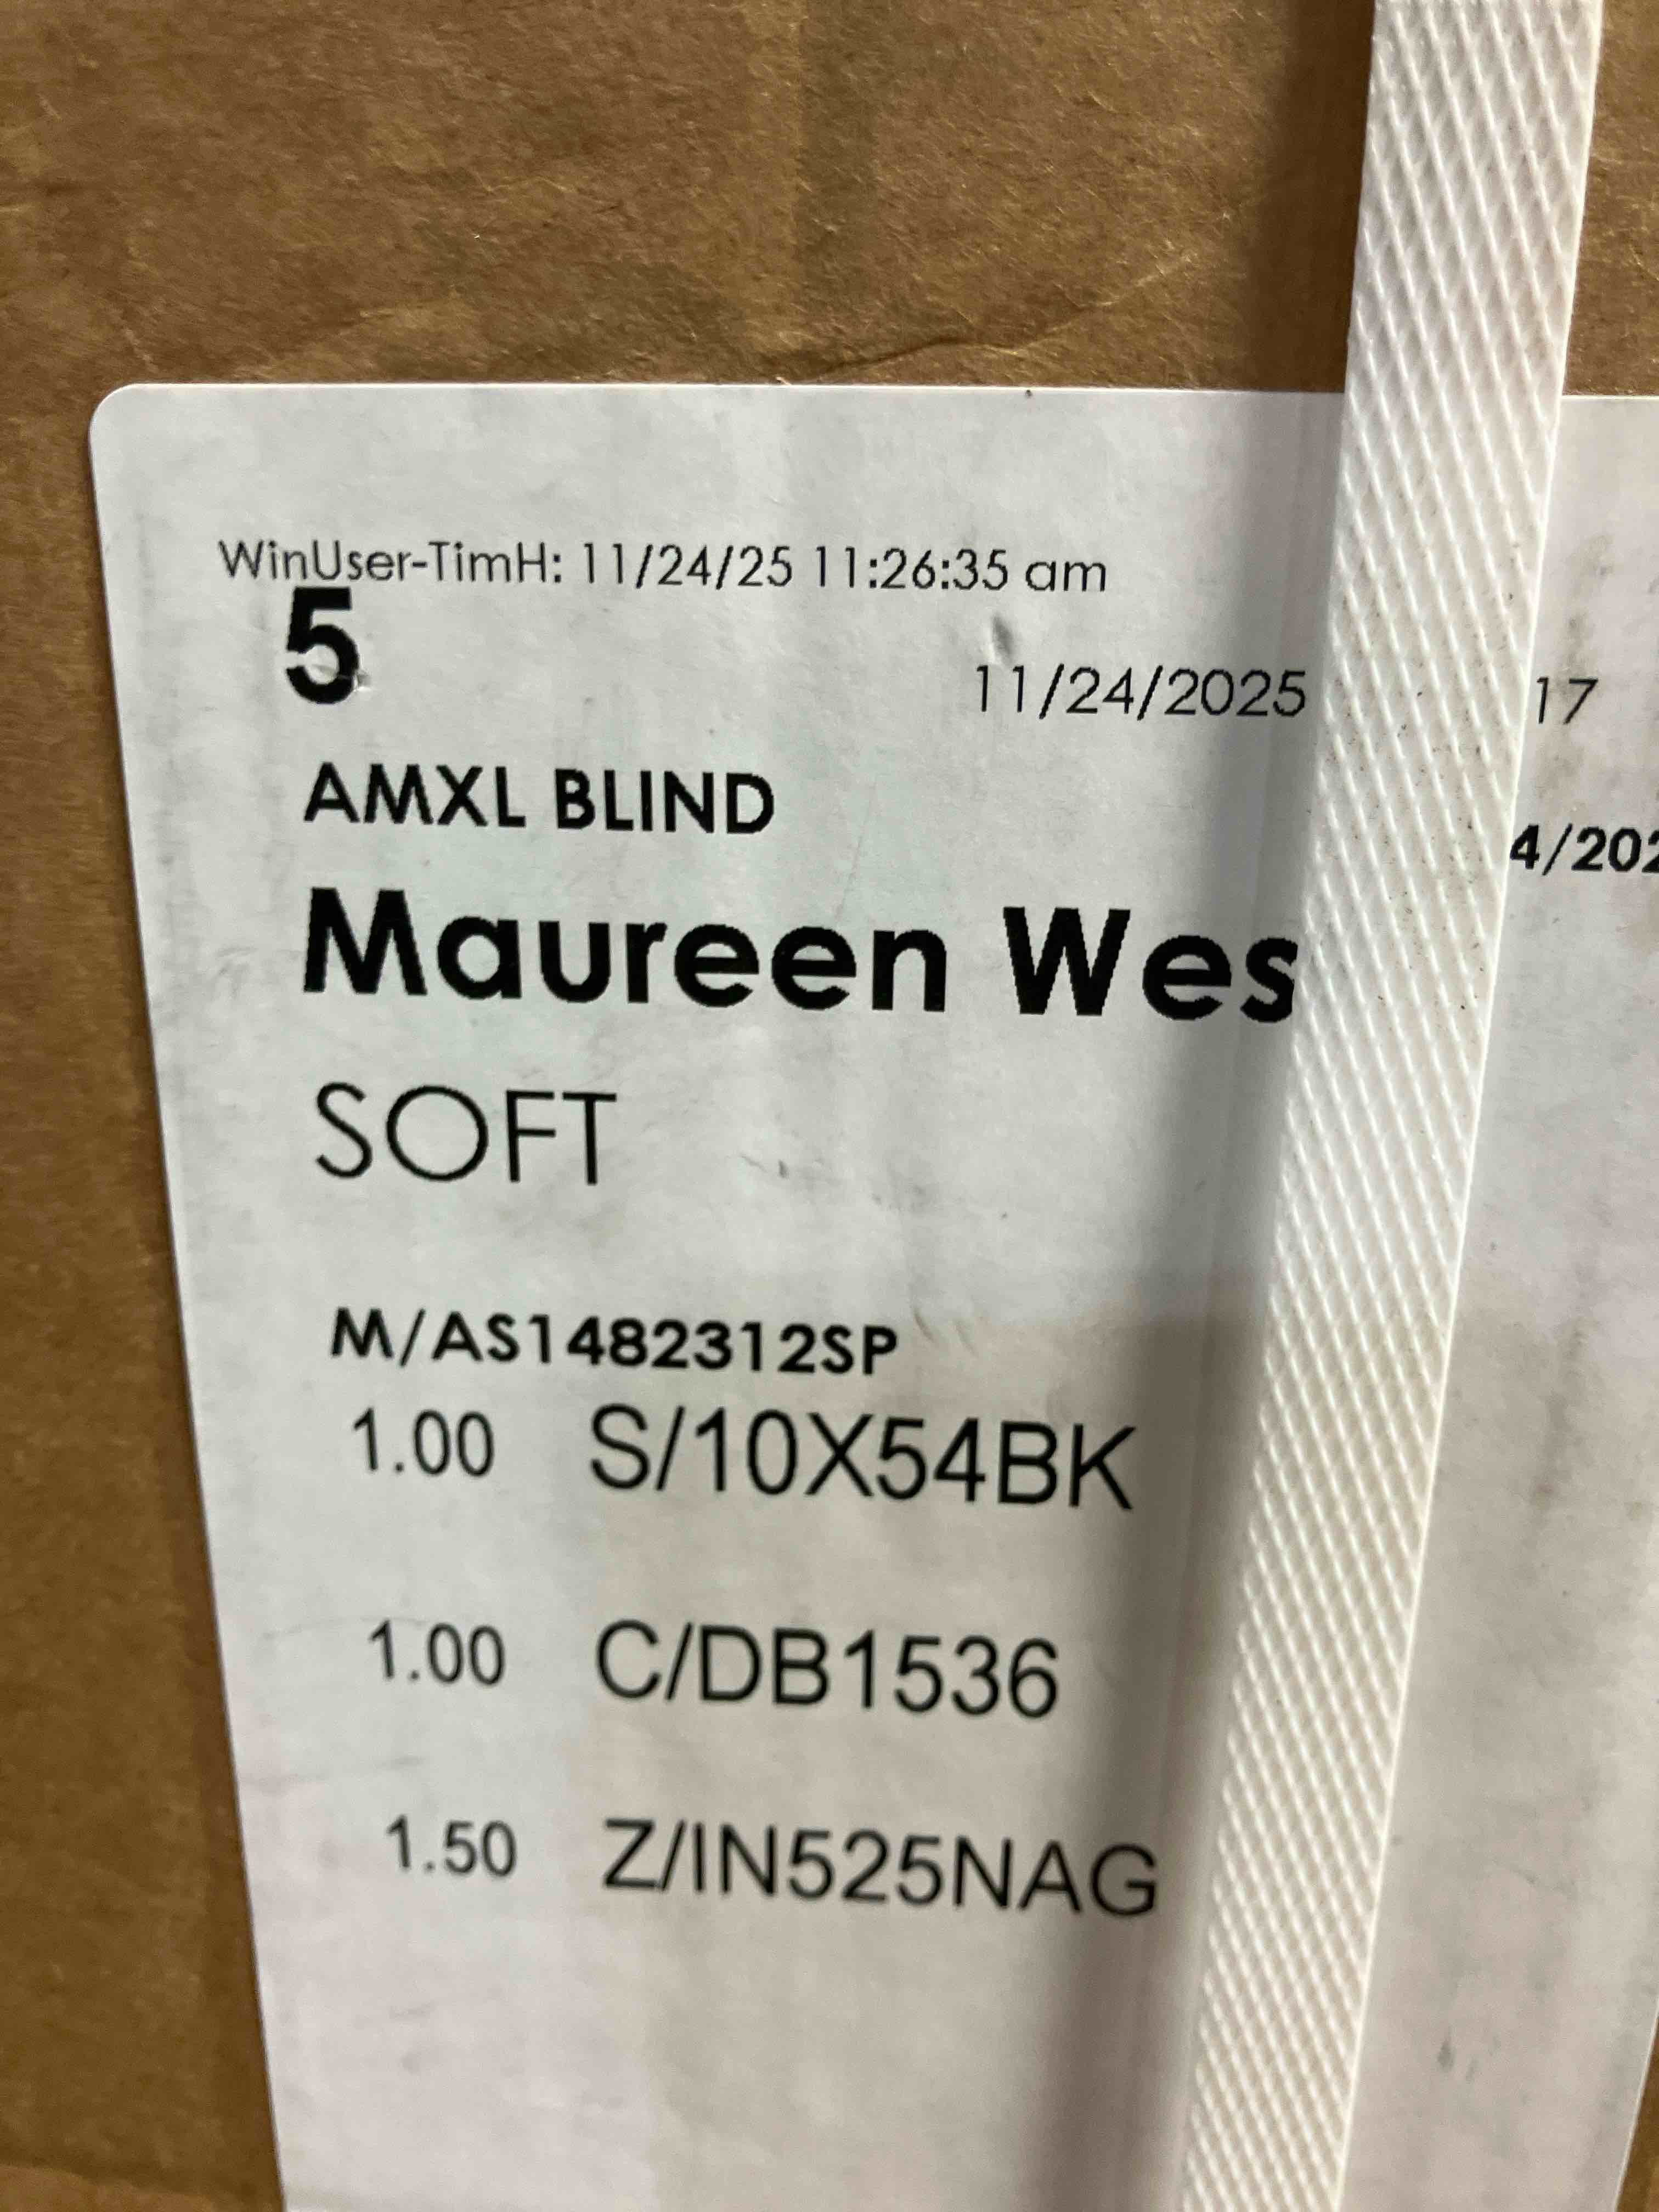 WinUser-TimH: 11/24/25 11:26:35 am
5
11/24/2025 17
AMXL BLIND
4/202
Maureen Wes
SOFT
M/AS1482312SP
1.00 S/10X54BK
1.00 C/DB1536
1.50 Z/IN525NAG